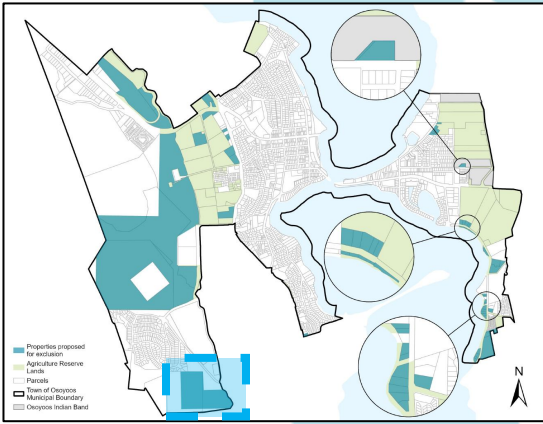 Properties proposed
for exclusion
Agriculture Reserve
Lands
Parcels
Town of Osoyoos
Municipal Boundary
Osoyoos Indian Band
N